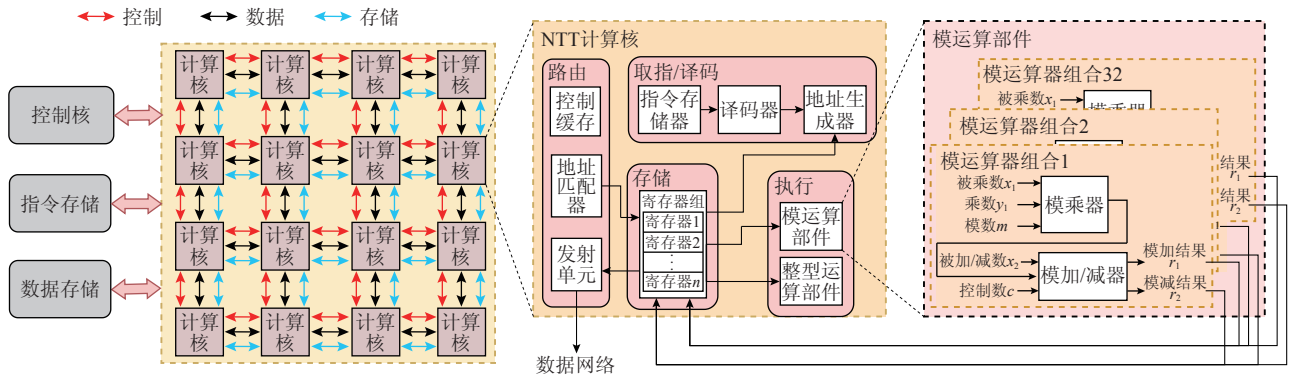 控制
数据
存储
控制核
指令存储
数据存储
计算
核
计算
核
计算
核
计算
核
计算
核
计算
核
计算
核
计算
核
计算
核
计算
核
计算
核
计算
核
计算
核
计算
核
计算
核
计算
核
NTT计算核
路由
控制
缓存
地址
匹配
器
发射
单元
数据网络
取指/译码
指令存
储器
译码器
地址生
成器
存储
寄存器组
寄存器1
寄存器2
⋮
寄存器n
执行
模运算
部件
整型运
算部件
模运算部件
模运算器组合32
被乘数x₁
模乘器
模运算器组合2
模运算器组合1
被乘数x₁
乘数y₁
模数m
模乘器
被加/减数x₂
控制数c
模加/减器
模加结果
r₁
模减结果
r₂
结果
r₁
结果
r₂